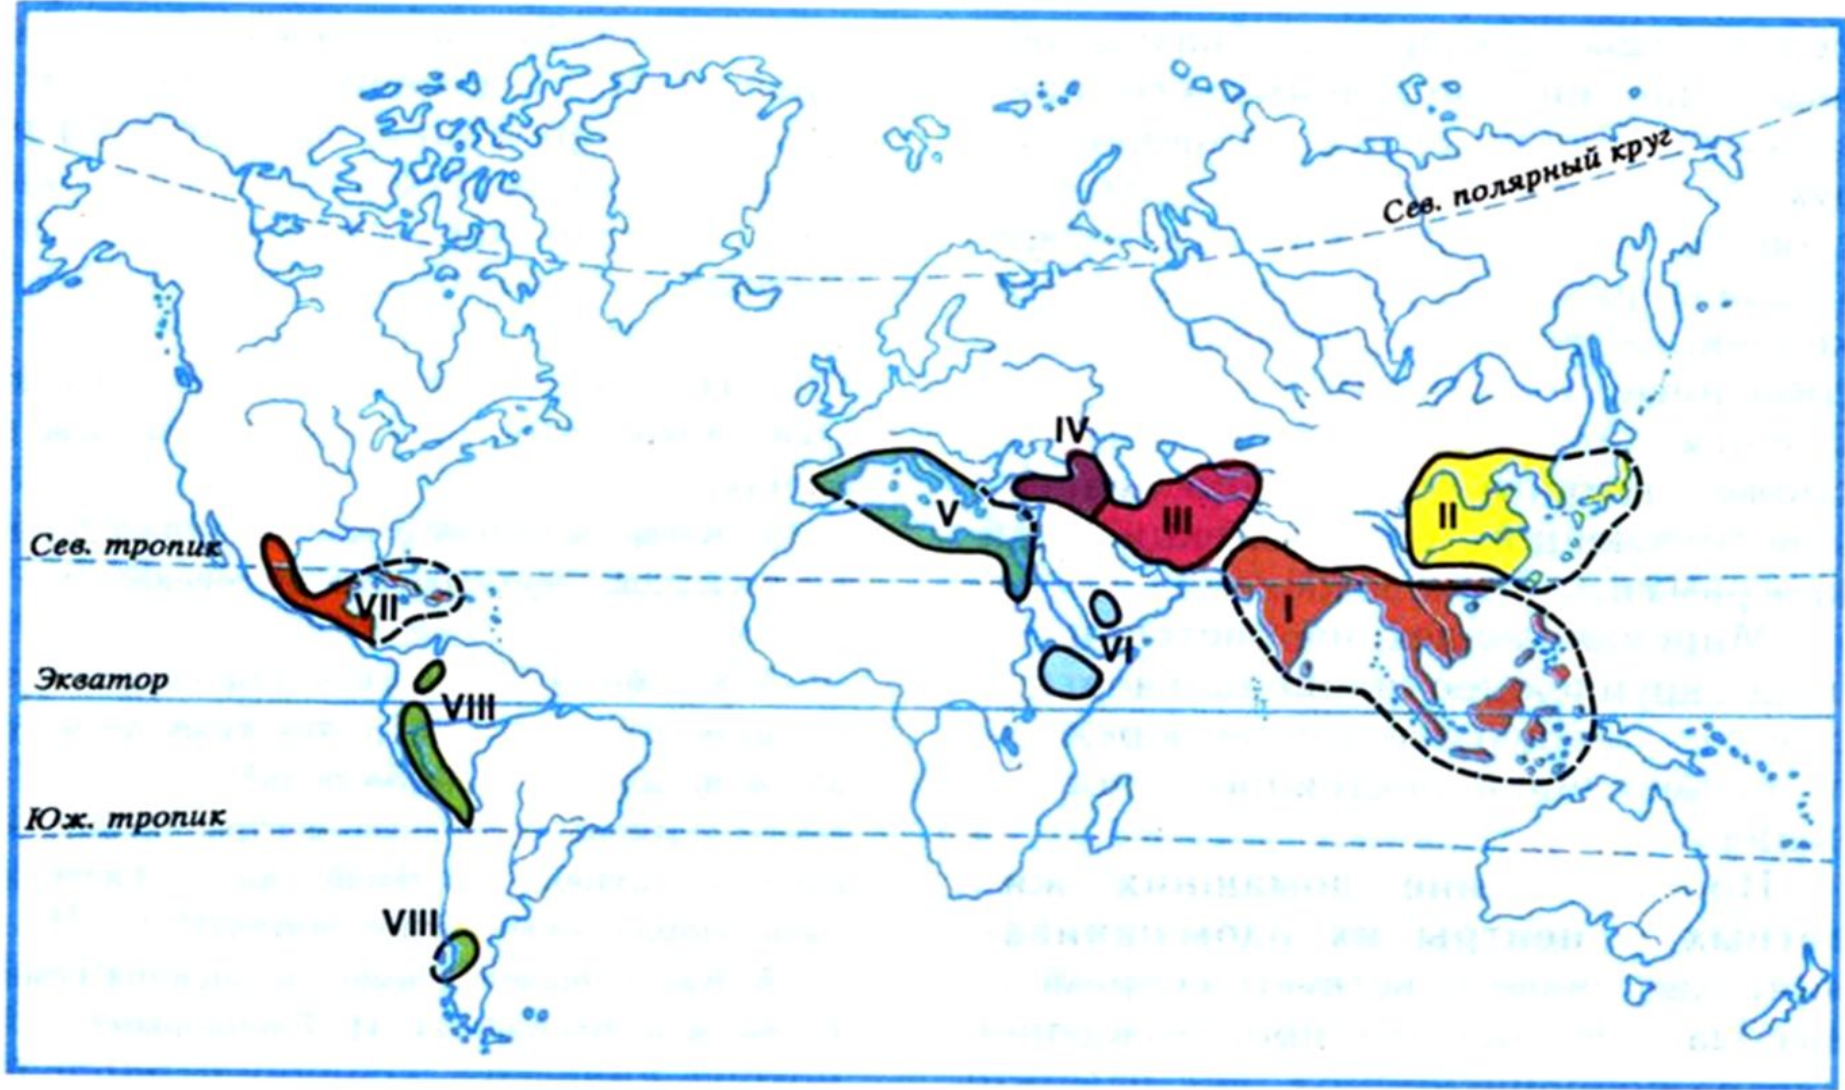 Сев. полярный круг
IV
V
III
II
Сев. тропик
I
VII
VI
Экватор
VIII
Юж. тропик
VIII